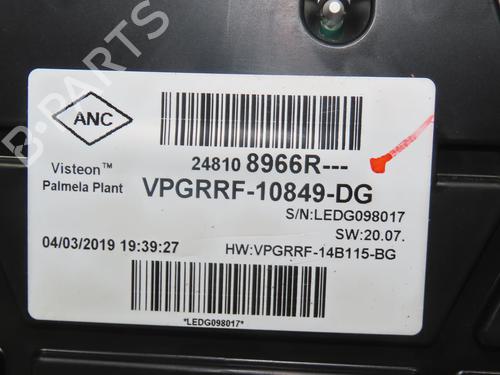 ANC
Visteon™
Palmela Plant
24810 8966R---
VPGRRF-10849-DG
S/N:LEDG098017
SW:20.07.
04/03/2019 19:39:27
HW:VPGRRF-14B115-BG
*LEDG098017*
B-PARTS